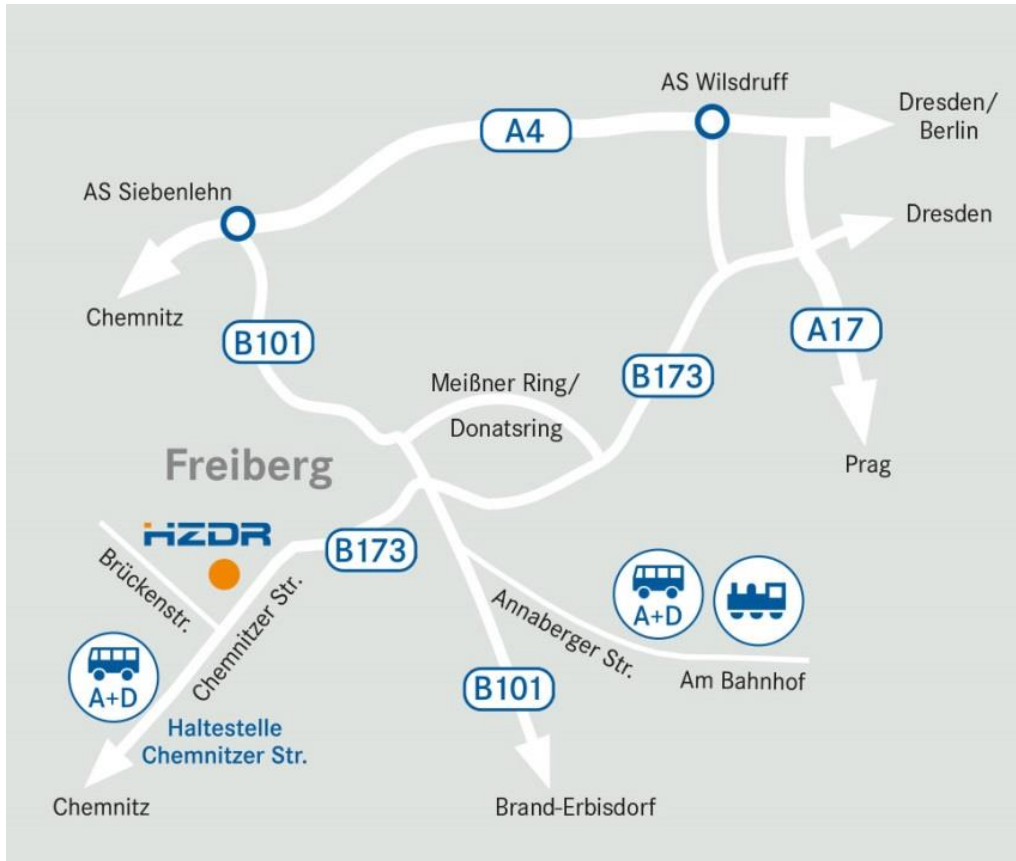 AS Wilsdruff
Dresden/
Berlin
A4
AS Siebenlehn
Dresden
Chemnitz
B101
A17
Meißner Ring/
Donatsring
B173
Freiberg
Prag
HZDR
B173
Brückenstr.
Chemnitzer Str.
Annaberger Str.
A+D
Am Bahnhof
B101
A+D
Haltestelle
Chemnitzer Str.
Chemnitz
Brand-Erbisdorf